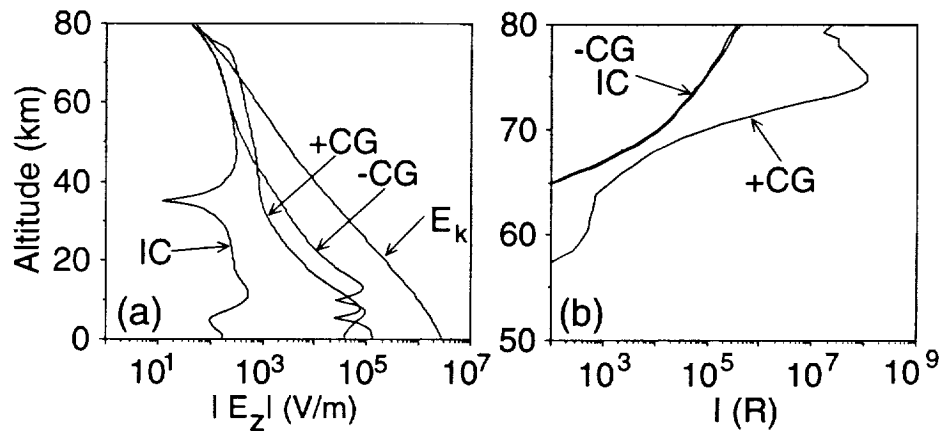 80
60
40
20
0
Altitude (km)
+CG
-CG
E_k
IC
(a)
10^1 10^3 10^5 10^7
| E_z | (V/m)
80
70
60
50
-CG
IC
+CG
(b)
10^3 10^5 10^7 10^9
I (R)